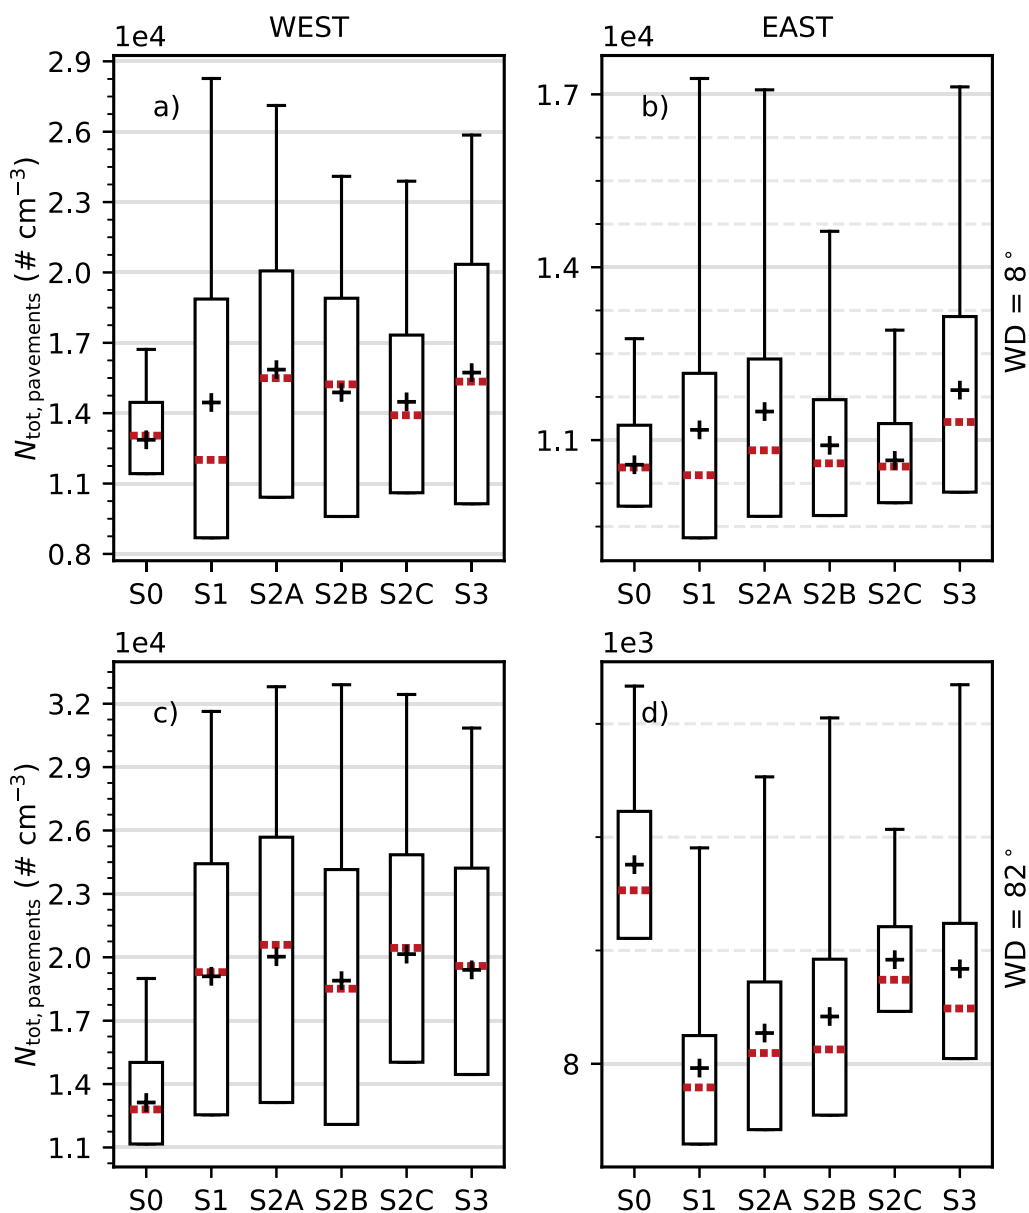 WEST
EAST
1e4
1e4
a)
b)
2.9
2.6
2.3
2.0
1.7
1.4
1.1
0.8
1.7
1.4
1.1
N_tot, pavements (# cm⁻³)
WD = 8°
S0 S1 S2A S2B S2C S3
S0 S1 S2A S2B S2C S3
1e4
1e3
c)
d)
3.2
2.9
2.6
2.3
2.0
1.7
1.4
1.1
8
N_tot, pavements (# cm⁻³)
WD = 82°
S0 S1 S2A S2B S2C S3
S0 S1 S2A S2B S2C S3